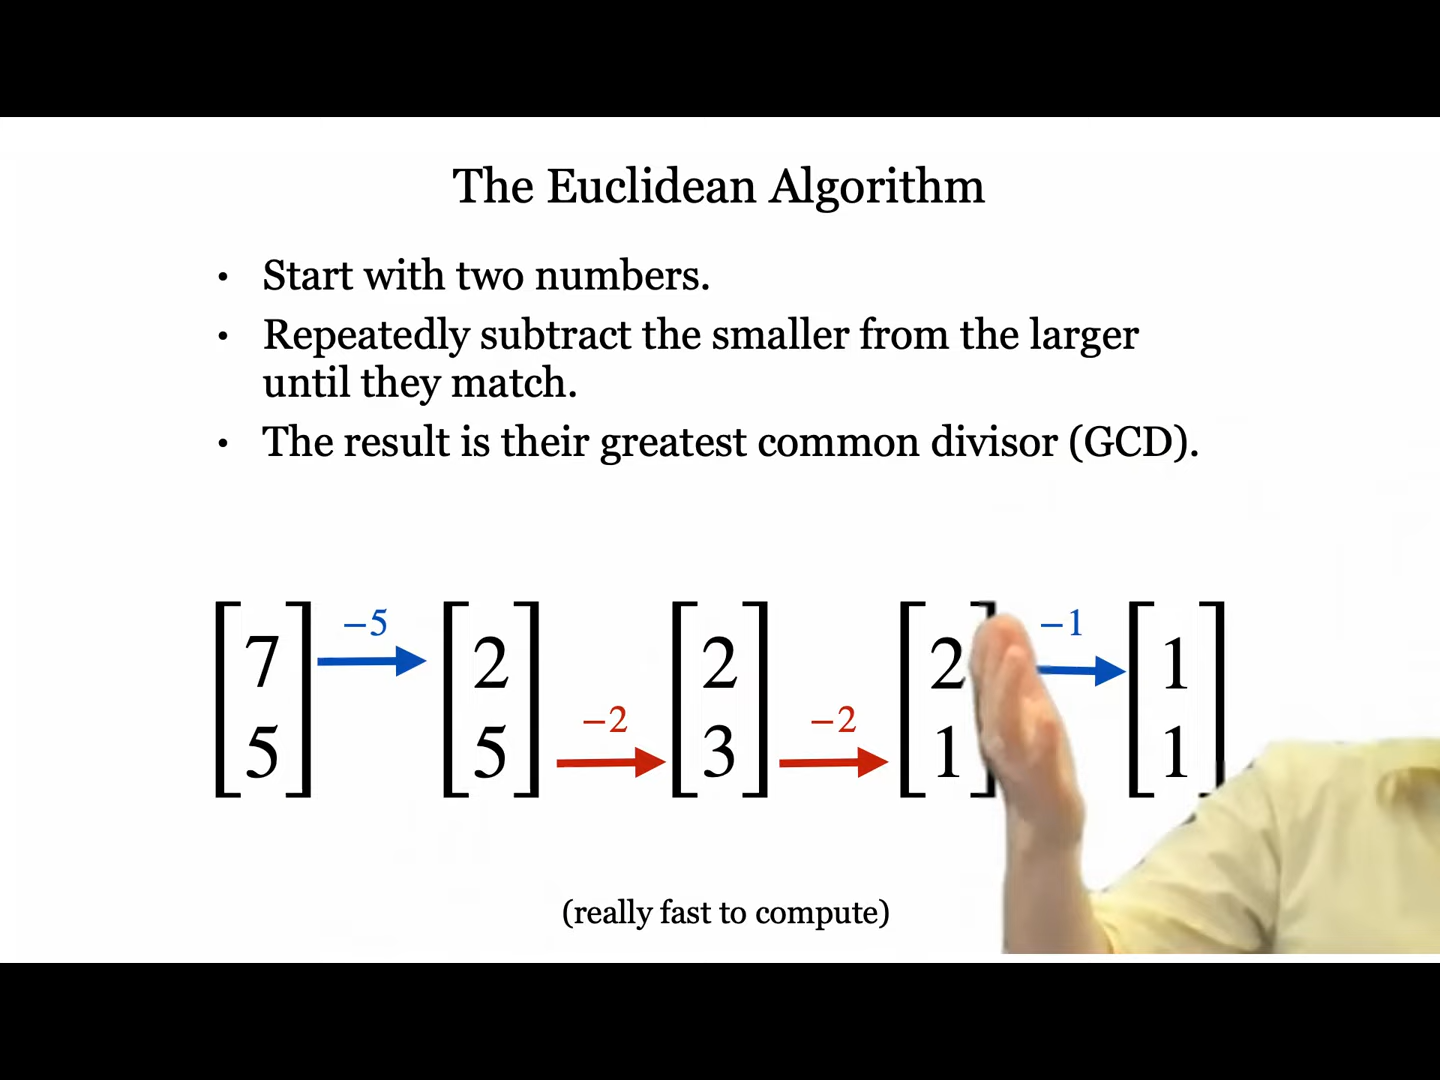 The Euclidean Algorithm
• Start with two numbers.
• Repeatedly subtract the smaller from the larger
until they match.
• The result is their greatest common divisor (GCD).
−5 −1
7 2 2 2 1
−2 −2
5 5 3 1 1
(really fast to compute)